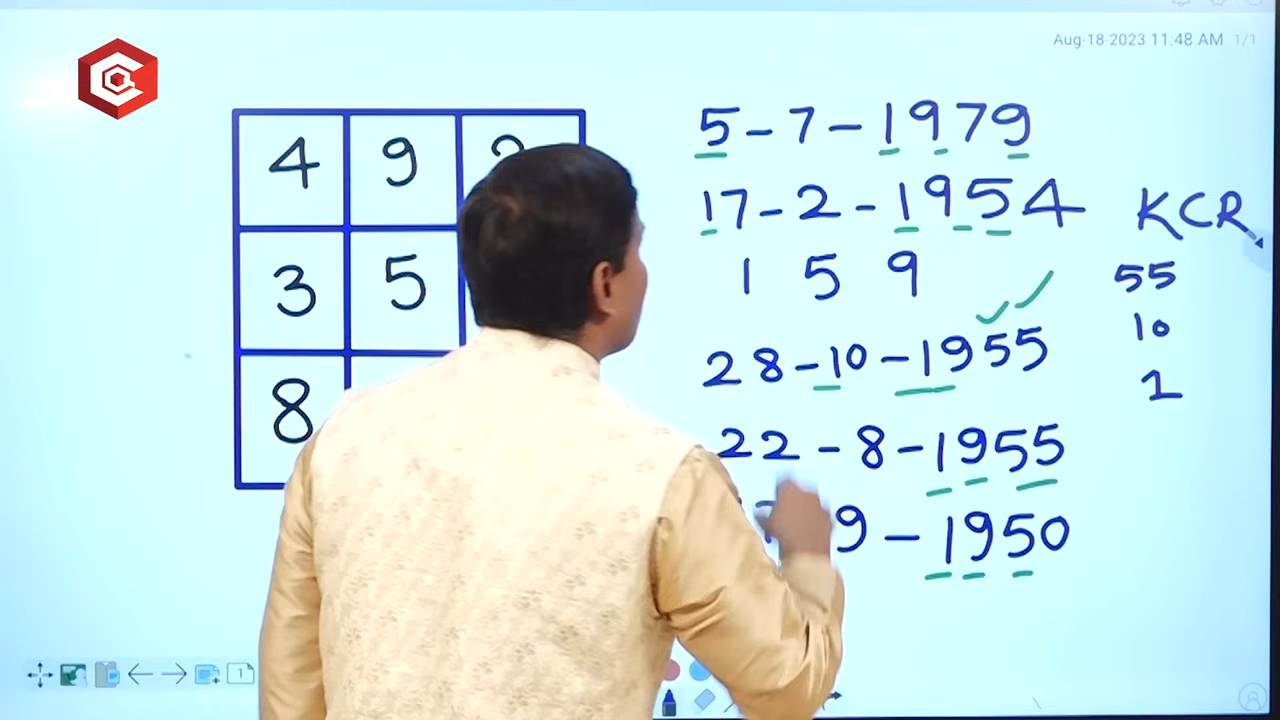 Aug-18-2023 11:48 AM 1/1
4 9
3 5
8
5 - 7 - 1979
17 - 2 - 1954
KCR
1 5 9
55
10
1
28 - 10 - 1955
22 - 8 - 1955
9 - 1950